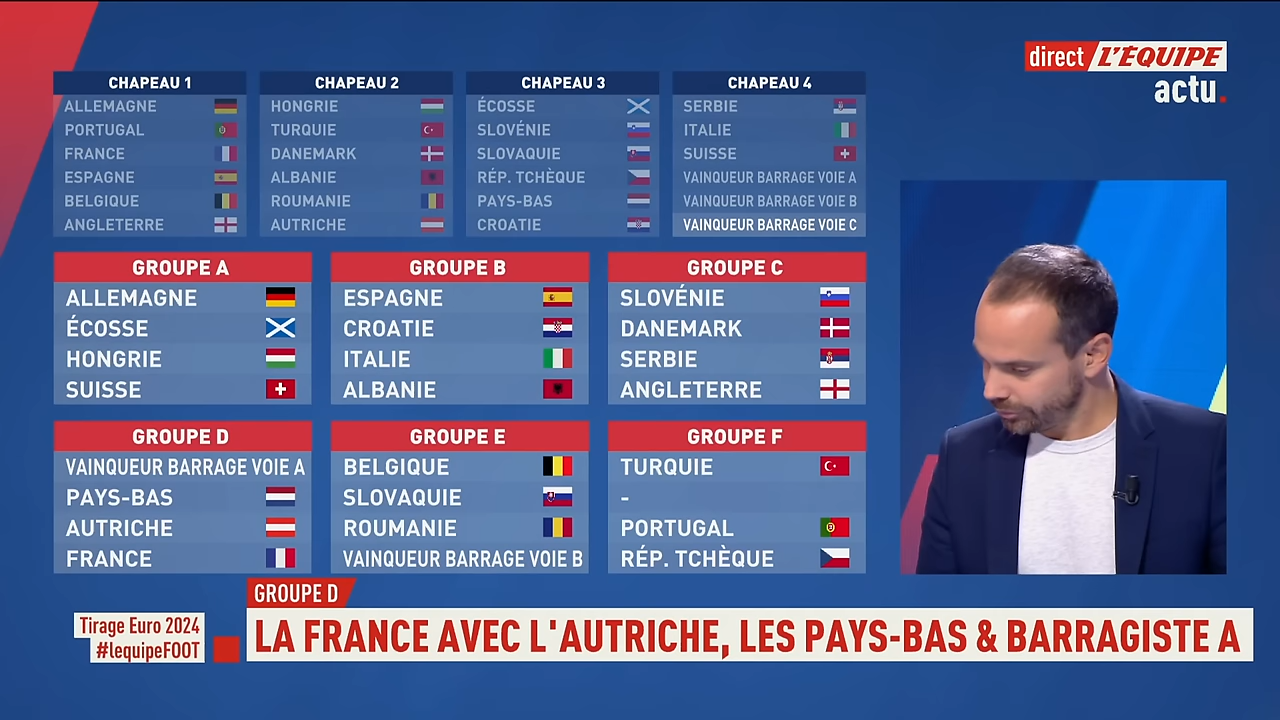 direct L'ÉQUIPE
actu.
CHAPEAU 1
ALLEMAGNE
PORTUGAL
FRANCE
ESPAGNE
BELGIQUE
ANGLETERRE
CHAPEAU 2
HONGRIE
TURQUIE
DANEMARK
ALBANIE
ROUMANIE
AUTRICHE
CHAPEAU 3
ÉCOSSE
SLOVÉNIE
SLOVAQUIE
RÉP. TCHÈQUE
PAYS-BAS
CROATIE
CHAPEAU 4
SERBIE
ITALIE
SUISSE
VAINQUEUR BARRAGE VOIE A
VAINQUEUR BARRAGE VOIE B
VAINQUEUR BARRAGE VOIE C
GROUPE A
ALLEMAGNE
ÉCOSSE
HONGRIE
SUISSE
GROUPE B
ESPAGNE
CROATIE
ITALIE
ALBANIE
GROUPE C
SLOVÉNIE
DANEMARK
SERBIE
ANGLETERRE
GROUPE D
VAINQUEUR BARRAGE VOIE A
PAYS-BAS
AUTRICHE
FRANCE
GROUPE E
BELGIQUE
SLOVAQUIE
ROUMANIE
VAINQUEUR BARRAGE VOIE B
GROUPE F
TURQUIE
-
PORTUGAL
RÉP. TCHÈQUE
GROUPE D
Tirage Euro 2024
#lequipeFOOT
LA FRANCE AVEC L'AUTRICHE, LES PAYS-BAS & BARRAGISTE A